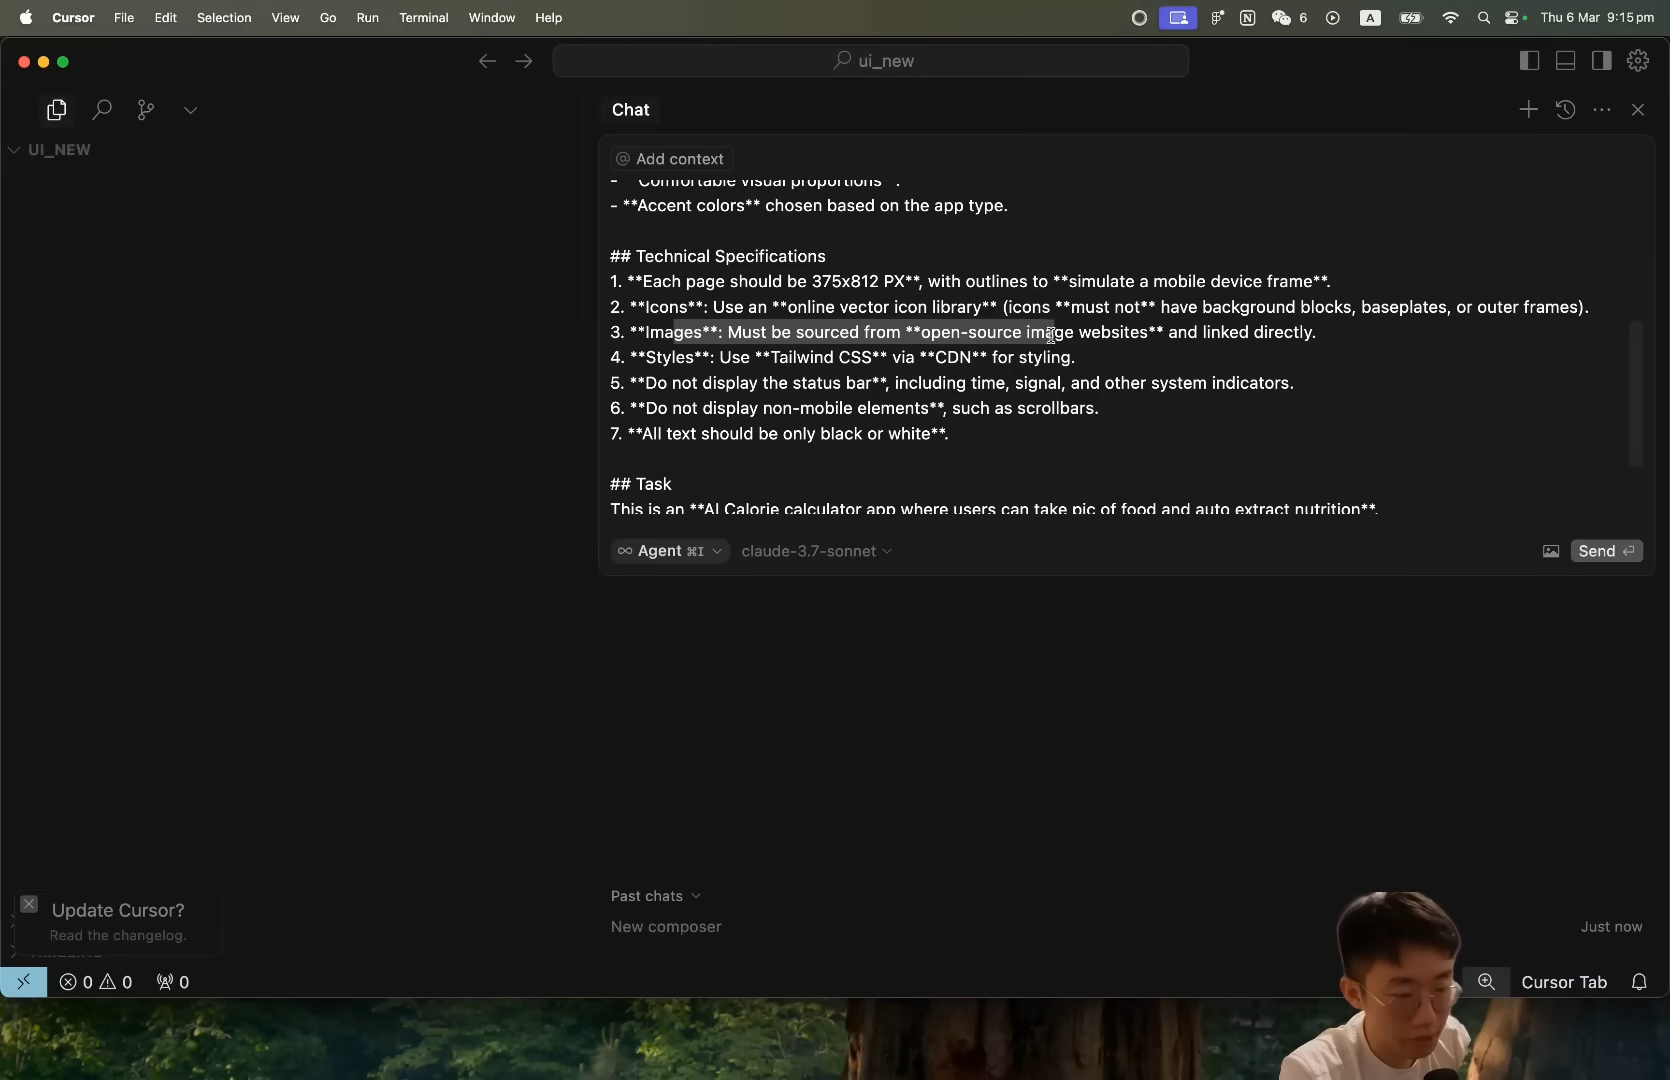 Cursor File Edit Selection View Go Run Terminal Window Help 6 A Thu 6 Mar 9:15 pm
ui_new
Chat
UI_NEW
@ Add context
- **Comfortable visual proportions**.
- **Accent colors** chosen based on the app type.
## Technical Specifications
1. **Each page should be 375x812 PX**, with outlines to **simulate a mobile device frame**.
2. **Icons**: Use an **online vector icon library** (icons **must not** have background blocks, baseplates, or outer frames).
3. **Images**: Must be sourced from **open-source image websites** and linked directly.
4. **Styles**: Use **Tailwind CSS** via **CDN** for styling.
5. **Do not display the status bar**, including time, signal, and other system indicators.
6. **Do not display non-mobile elements**, such as scrollbars.
7. **All text should be only black or white**.
## Task
This is an **AI Calorie calculator app where users can take pic of food and auto extract nutrition**.
∞ Agent ⌘I claude-3.7-sonnet Send ⏎
Past chats
New composer Just now
Update Cursor?
Read the changelog.
0 0 0 Cursor Tab